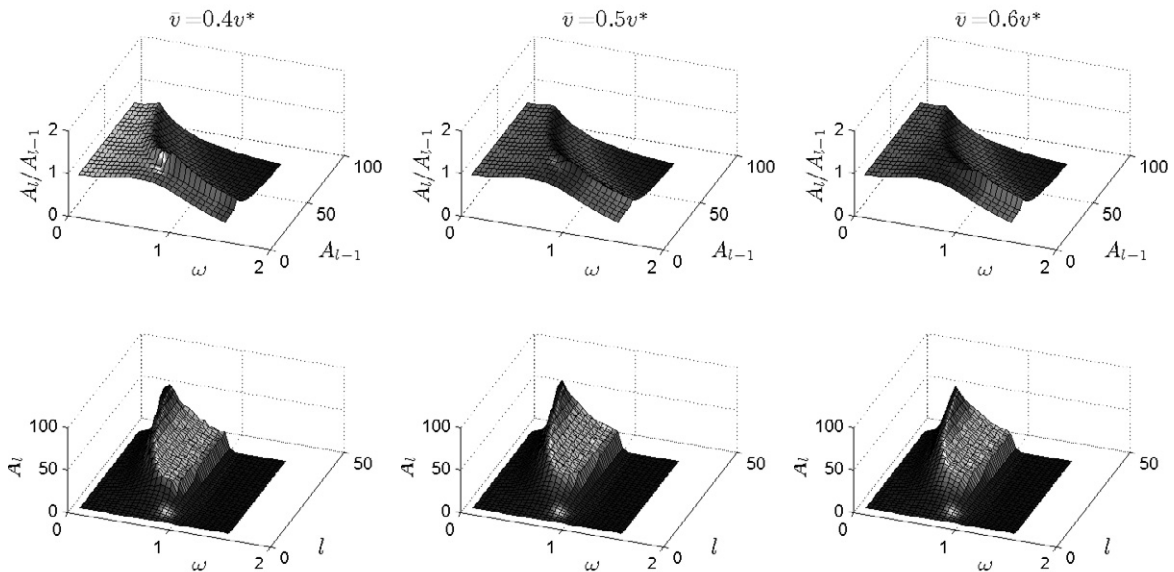 v̄=0.4v* v̄=0.5v* v̄=0.6v*
A_l/A_{l-1} 2 1 0 0 1 2 ω 0 50 100 A_{l-1}
A_l/A_{l-1} 2 1 0 0 1 2 ω 0 50 100 A_{l-1}
A_l/A_{l-1} 2 1 0 0 1 2 ω 0 50 100 A_{l-1}
A_l 100 50 0 0 1 2 ω 0 50 l
A_l 100 50 0 0 1 2 ω 0 50 l
A_l 100 50 0 0 1 2 ω 0 50 l